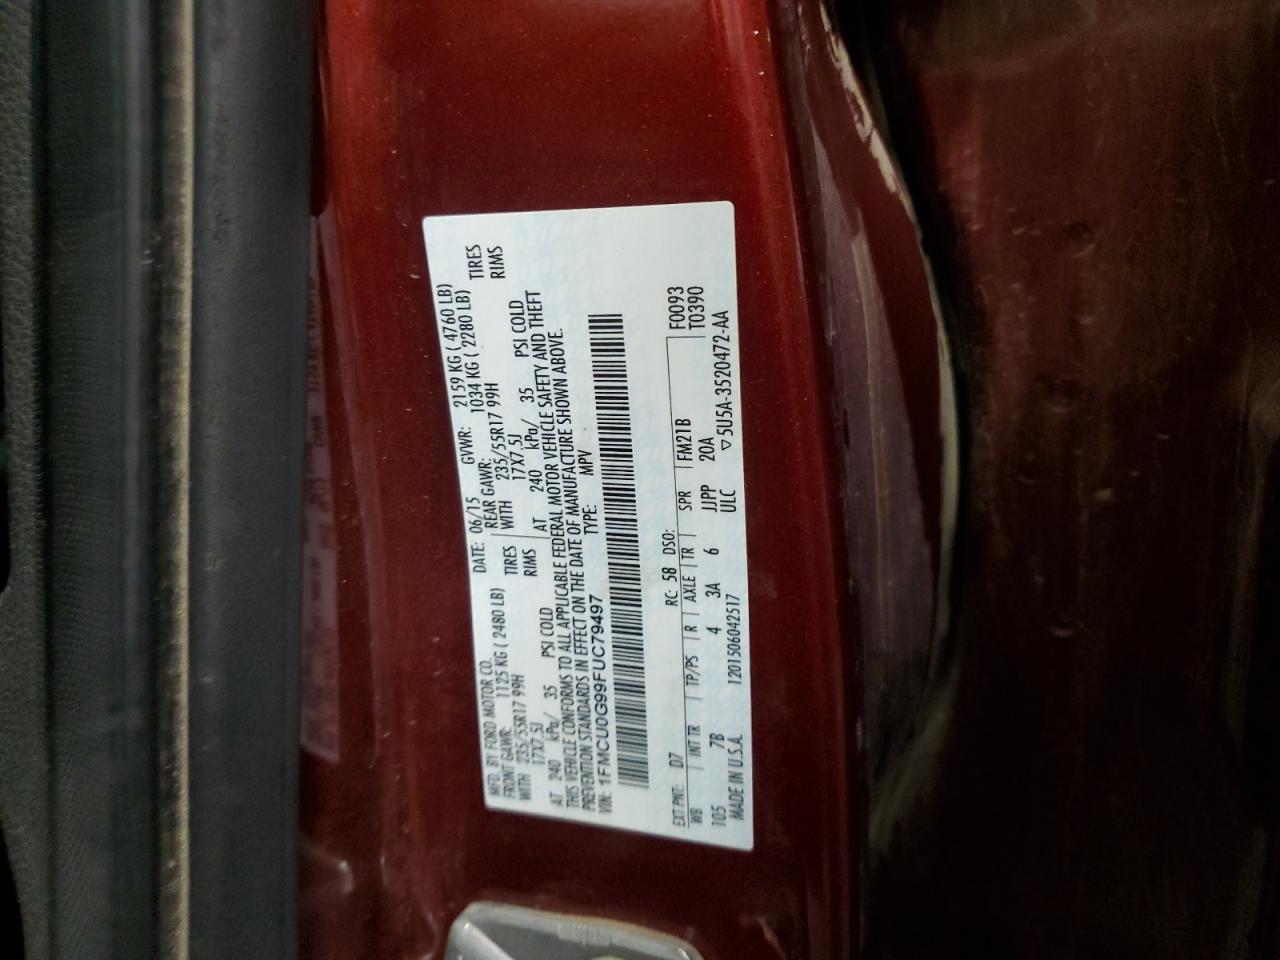 MFD. BY FORD MOTOR CO.
DATE: 06/15 GVWR: 2159 KG ( 4760 LB)
FRONT GAWR: 1125 KG ( 2480 LB) REAR GAWR: 1034 KG ( 2280 LB)
WITH 235/55R17 99H TIRES WITH 235/55R17 99H TIRES
17X7.5J RIMS 17X7.5J RIMS
AT 240 kPa/ 35 PSI COLD AT 240 kPa/ 35 PSI COLD
THIS VEHICLE CONFORMS TO ALL APPLICABLE FEDERAL MOTOR VEHICLE SAFETY AND THEFT
PREVENTION STANDARDS IN EFFECT ON THE DATE OF MANUFACTURE SHOWN ABOVE.
VIN: 1FMCU0G99FUC79497 TYPE: MPV
F0093
EXT PNT: D7 RC: 58 DSO: T0390
WB INT TR TP/PS R AXLE TR SPR FM21B
105 7B 4 3A 6 JJPP 20A
MADE IN U.S.A. 1201506042517 ULC ▽5U5A-3520472-AA